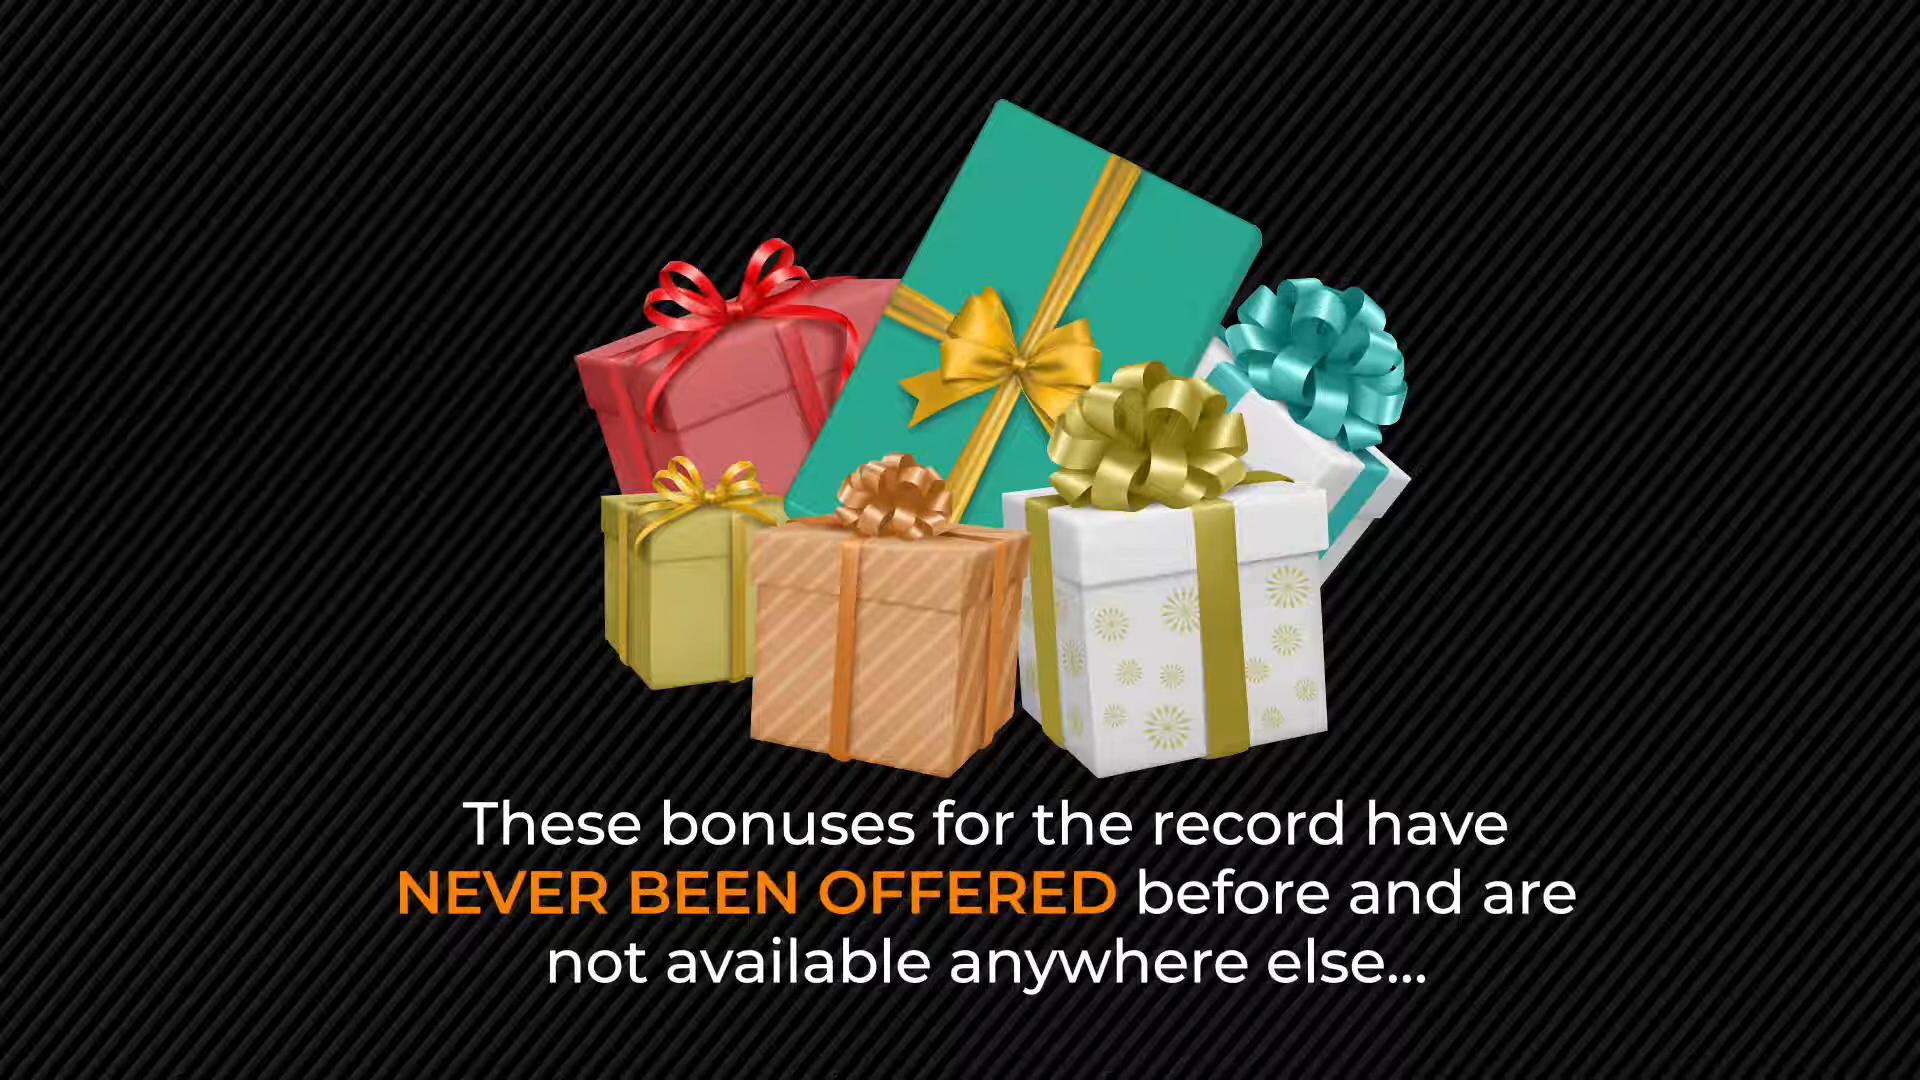 These bonuses for the record have
NEVER BEEN OFFERED before and are
not available anywhere else...